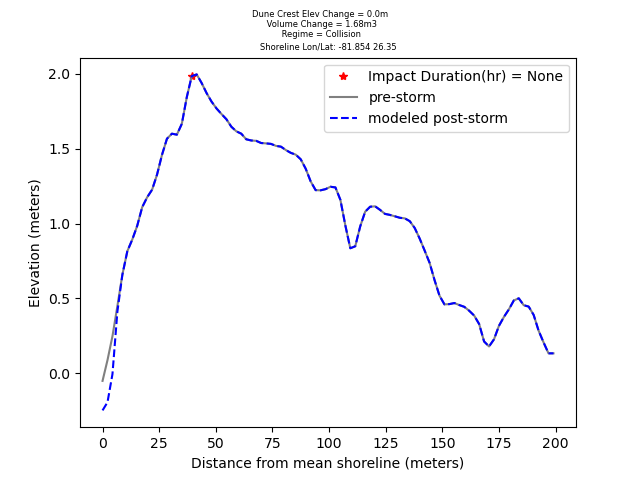 Dune Crest Elev Change = 0.0m
Volume Change = 1.68m3
Regime = Collision
Shoreline Lon/Lat: -81.854 26.35
Impact Duration(hr) = None
pre-storm
modeled post-storm
Elevation (meters)
2.0
1.5
1.0
0.5
0.0
0 25 50 75 100 125 150 175 200
Distance from mean shoreline (meters)